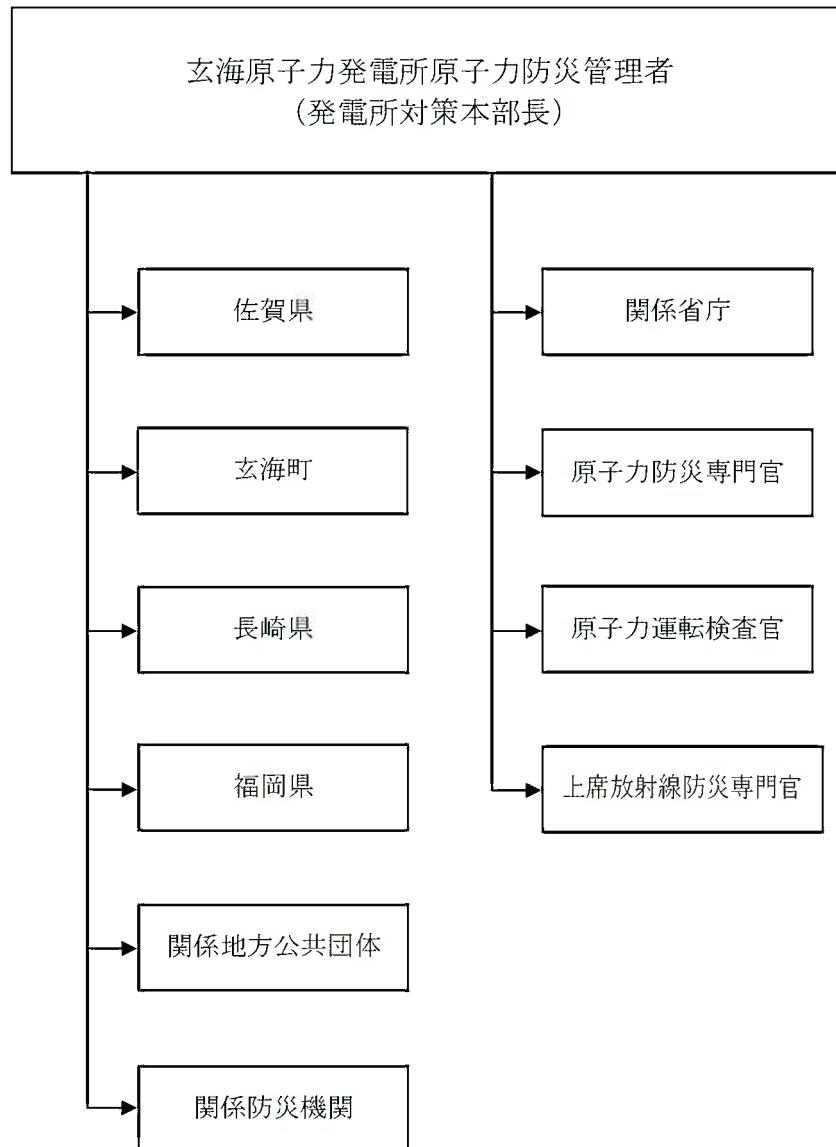 玄海原子力発電所原子力防災管理者
（発電所対策本部長）
佐賀県
玄海町
長崎県
福岡県
関係地方公共団体
関係防災機関
関係省庁
原子力防災専門官
原子力運転検査官
上席放射線防災専門官